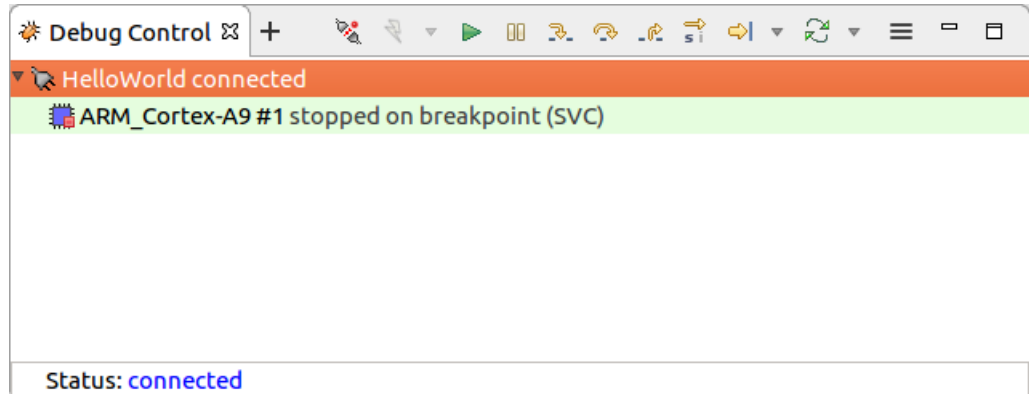 Debug Control
s i
HelloWorld connected
ARM_Cortex-A9 #1 stopped on breakpoint (SVC)
Status: connected